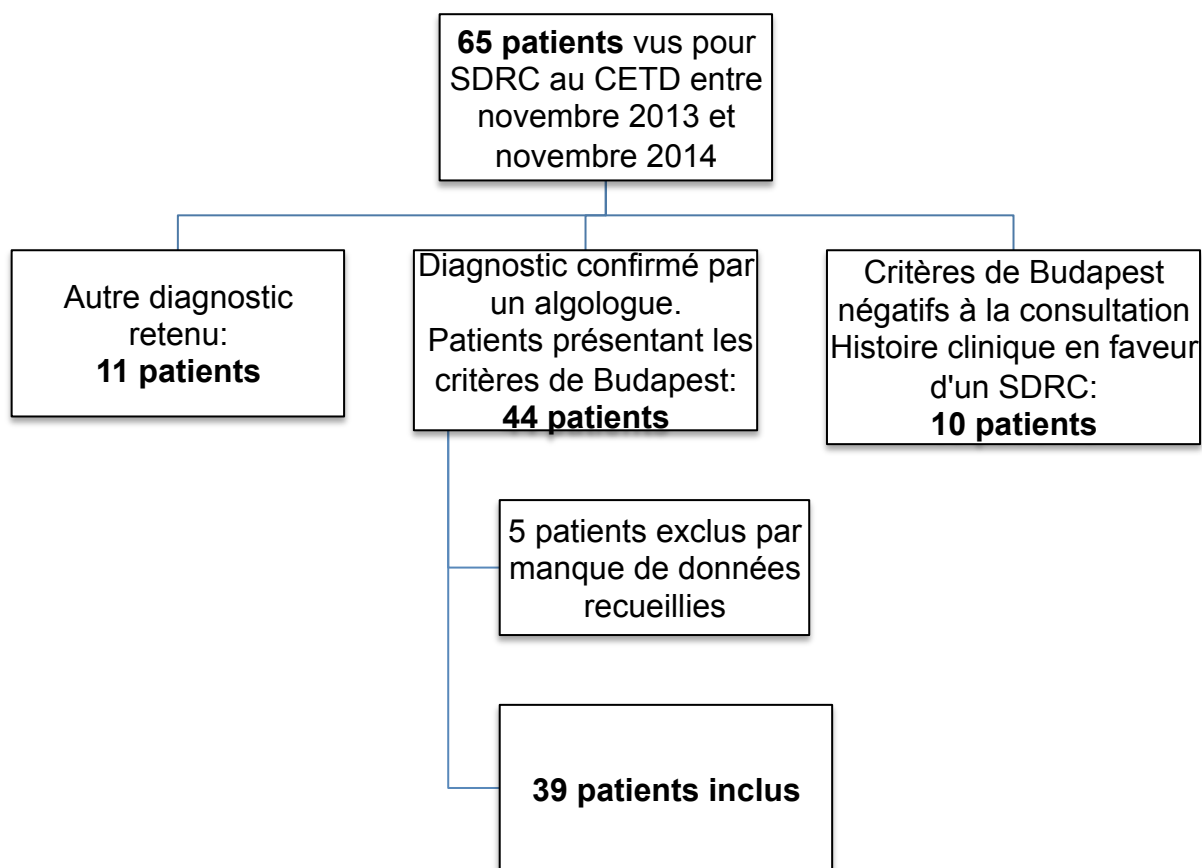 65 patients vus pour
SDRC au CETD entre
novembre 2013 et
novembre 2014
Autre diagnostic
retenu:
11 patients
Diagnostic confirmé par
un algologue.
Patients présentant les
critères de Budapest:
44 patients
Critères de Budapest
négatifs à la consultation
Histoire clinique en faveur
d'un SDRC:
10 patients
5 patients exclus par
manque de données
recueillies
39 patients inclus